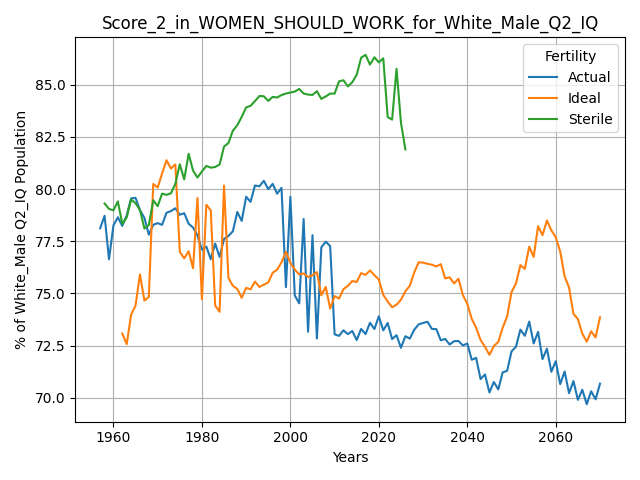 Score_2_in_WOMEN_SHOULD_WORK_for_White_Male_Q2_IQ
Fertility
Actual
Ideal
Sterile
% of White_Male Q2_IQ Population
85.0
82.5
80.0
77.5
75.0
72.5
70.0
1960 1980 2000 2020 2040 2060
Years